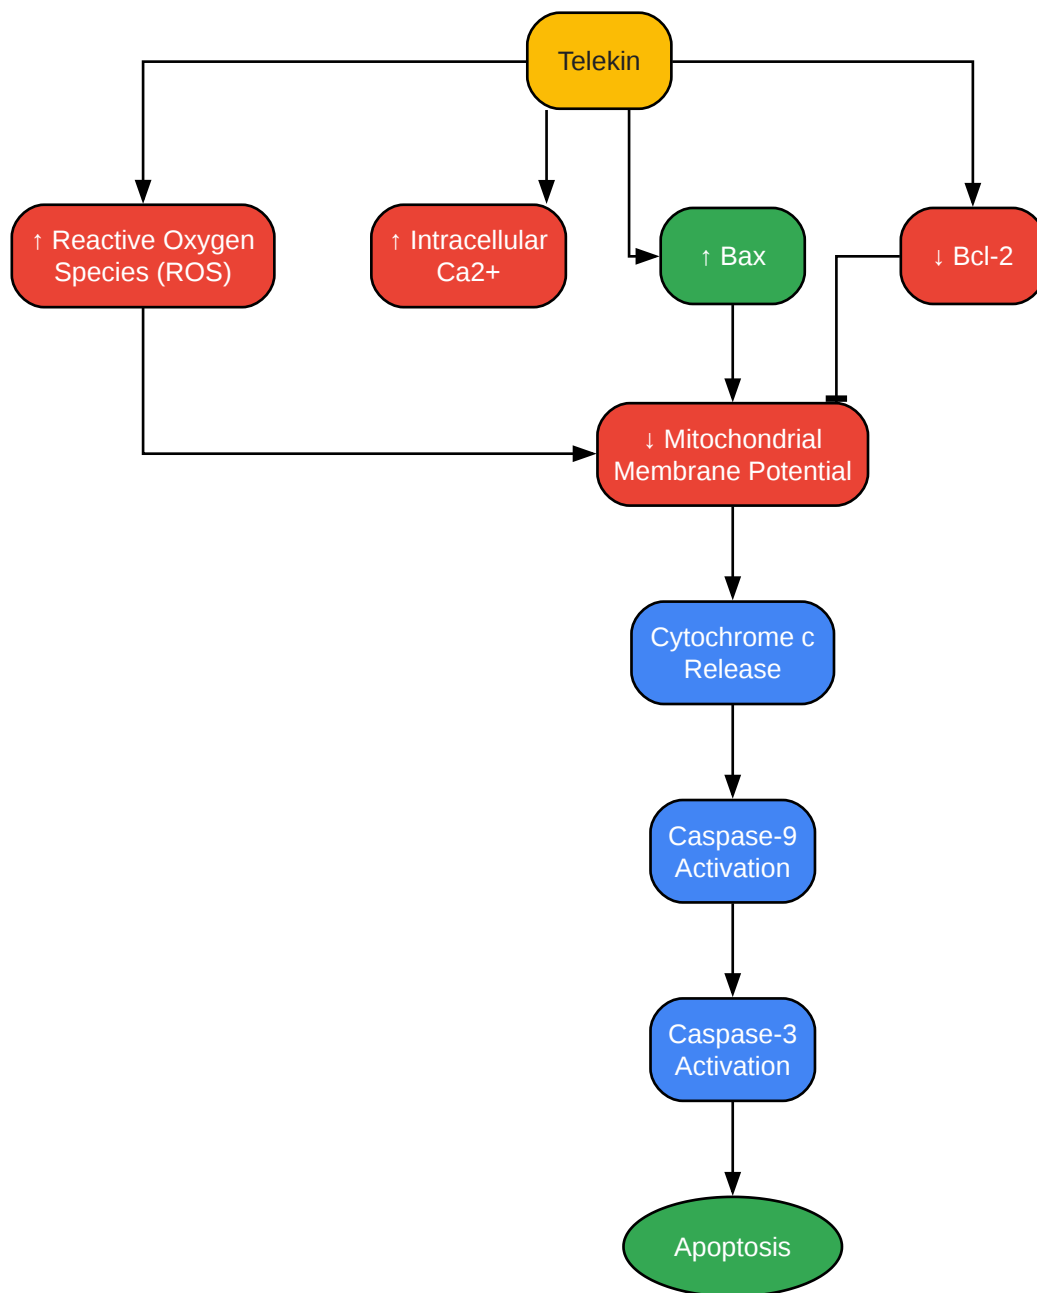 Telekin
↑ Reactive Oxygen
Species (ROS)
↑ Intracellular
Ca2+
↑ Bax
↓ Bcl-2
↓ Mitochondrial
Membrane Potential
Cytochrome c
Release
Caspase-9
Activation
Caspase-3
Activation
Apoptosis